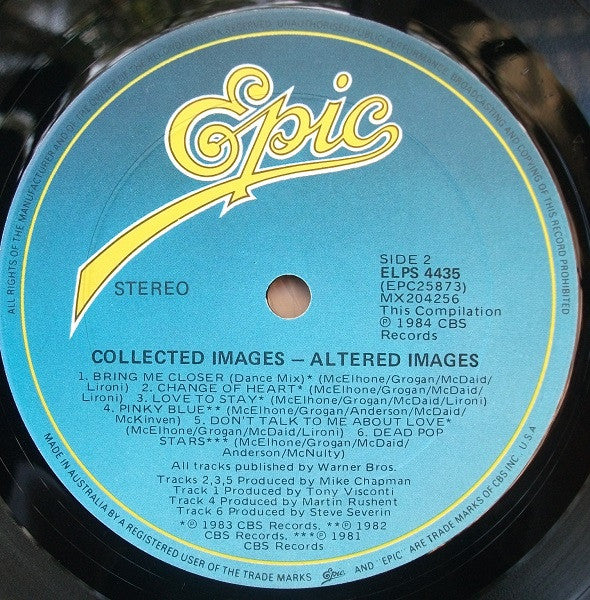 ALL RIGHTS OF THE MANUFACTURER AND OF THE OWNER OF THE RECORDED WORK RESERVED. UNAUTHORISED PUBLIC PERFORMANCE, BROADCASTING AND COPYING OF THIS RECORD PROHIBITED
Epic
SIDE 2
STEREO
ELPS 4435
(EPC25873)
MX204256
This Compilation
℗ 1984 CBS
Records
COLLECTED IMAGES – ALTERED IMAGES
1. BRING ME CLOSER (Dance Mix)* (McElhone/Grogan/McDaid/
Lironi) 2. CHANGE OF HEART* (McElhone/Grogan/McDaid/
Lironi) 3. LOVE TO STAY* (McElhone/Grogan/McDaid/Lironi)
4. PINKY BLUE** (McElhone/Grogan/Anderson/McDaid/
McKinven) 5. DON'T TALK TO ME ABOUT LOVE*
(McElhone/Grogan/McDaid/Lironi) 6. DEAD POP
STARS*** (McElhone/Grogan/McDaid/
Anderson/McNulty)
All tracks published by Warner Bros.
Tracks 2,3,5 Produced by Mike Chapman
Track 1 Produced by Tony Visconti
Track 4 Produced by Martin Rushent
Track 6 Produced by Steve Severin
*℗ 1983 CBS Records. **℗ 1982
CBS Records. ***℗ 1981
CBS Records
MADE IN AUSTRALIA BY A REGISTERED USER OF THE TRADE MARKS Epic AND 'EPIC' ARE TRADE MARKS OF CBS INC. U.S.A.